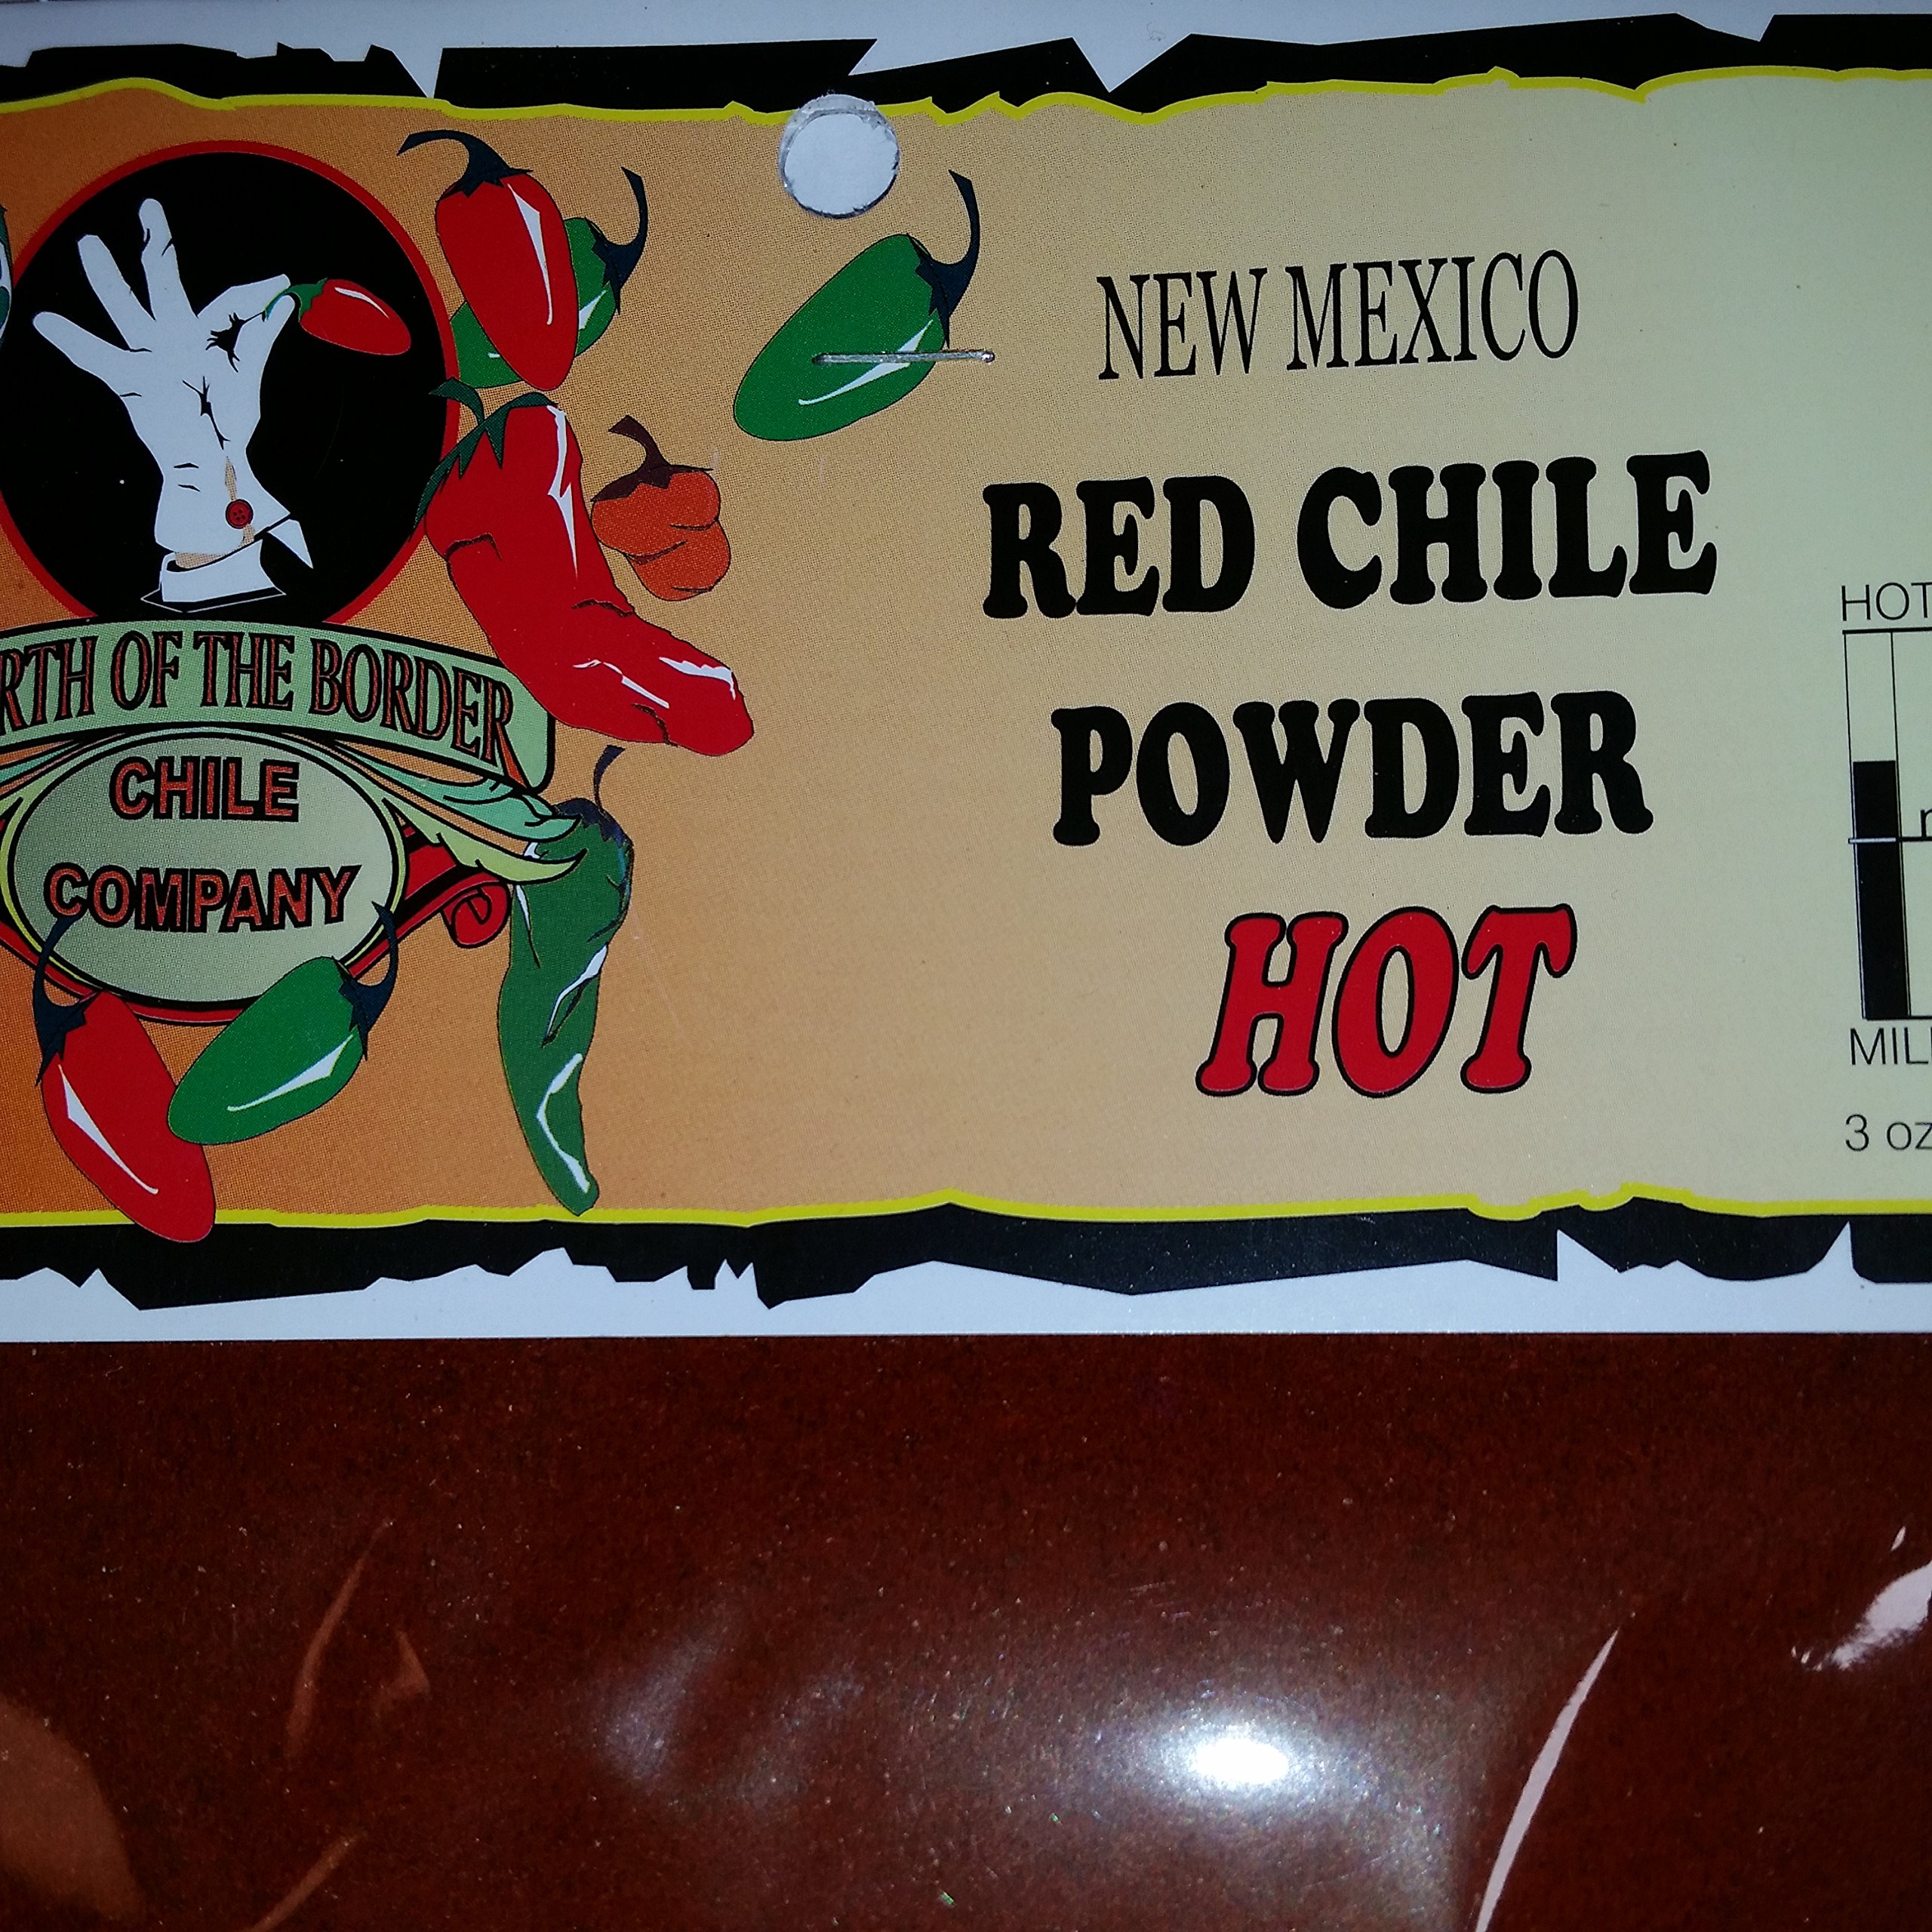 RTH OF THE BORDER
CHILE
COMPANY
NEW MEXICO
RED CHILE
POWDER
HOT
HOT
MIL
3 oz